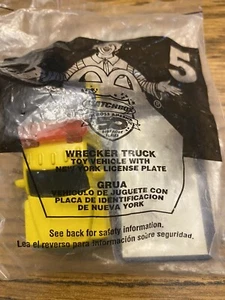 5
MATCHBOX
WRECKER TRUCK
TOY VEHICLE WITH
NEW YORK LICENSE PLATE
GRUA
VEHICULO DE JUGUETE CON
PLACA DE IDENTIFICACION
DE NUEVA YORK
See back for safety information.
Lea el reverso para información sobre seguridad.